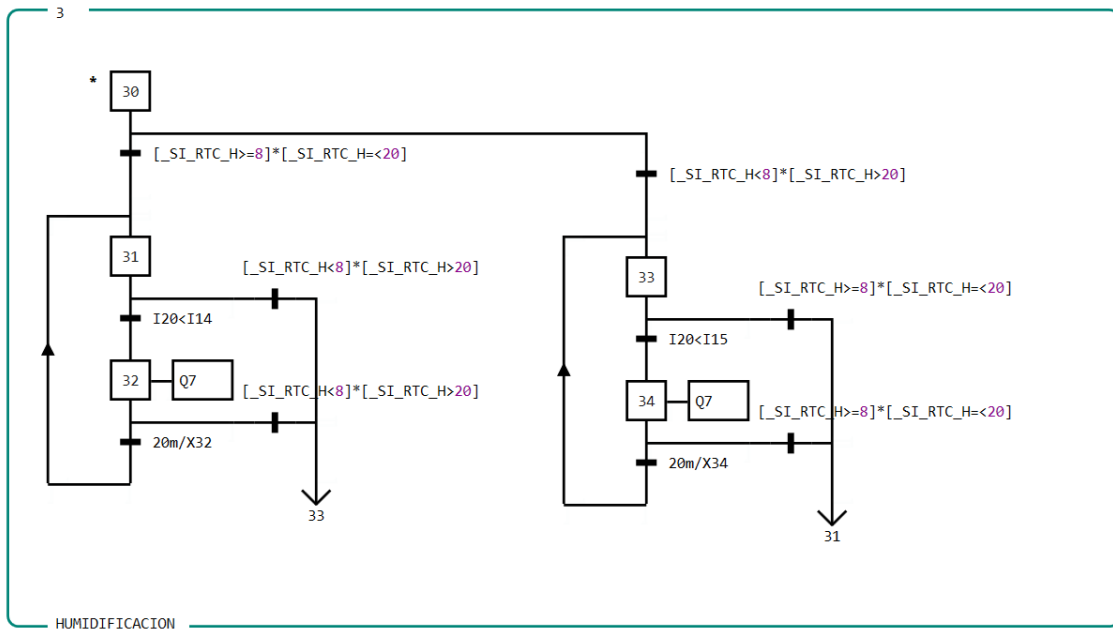 3
*
30
[_SI_RTC_H>=8]*[_SI_RTC_H=<20]
[_SI_RTC_H<8]*[_SI_RTC_H>20]
31
[_SI_RTC_H<8]*[_SI_RTC_H>20]
33
[_SI_RTC_H>=8]*[_SI_RTC_H=<20]
I20<I14
I20<I15
32
Q7
[_SI_RTC_H<8]*[_SI_RTC_H>20]
34
Q7
[_SI_RTC_H>=8]*[_SI_RTC_H=<20]
20m/X32
20m/X34
33
31
HUMIDIFICACION